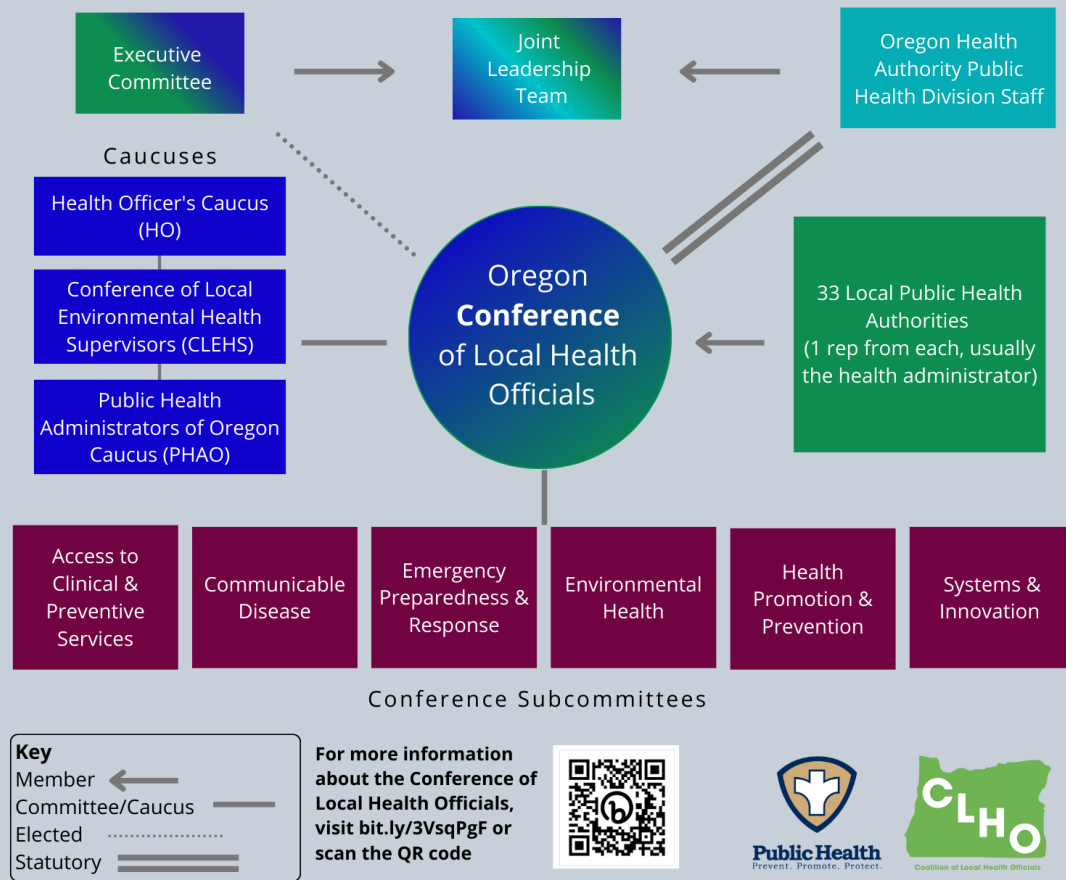 Executive
Committee
Joint
Leadership
Team
Oregon Health
Authority Public
Health Division Staff
Caucuses
Health Officer's Caucus
(HO)
Conference of Local
Environmental Health
Supervisors (CLEHS)
Public Health
Administrators of Oregon
Caucus (PHAO)
Oregon
Conference
of Local Health
Officials
33 Local Public Health
Authorities
(1 rep from each, usually
the health administrator)
Access to
Clinical &
Preventive
Services
Communicable
Disease
Emergency
Preparedness &
Response
Environmental
Health
Health
Promotion &
Prevention
Systems &
Innovation
Conference Subcommittees
Key
Member
Committee/Caucus
Elected
Statutory
For more information
about the Conference of
Local Health Officials,
visit bit.ly/3VsqPgF or
scan the QR code
b
Public Health
Prevent. Promote. Protect.
CLHO
Coalition of Local Health Officials